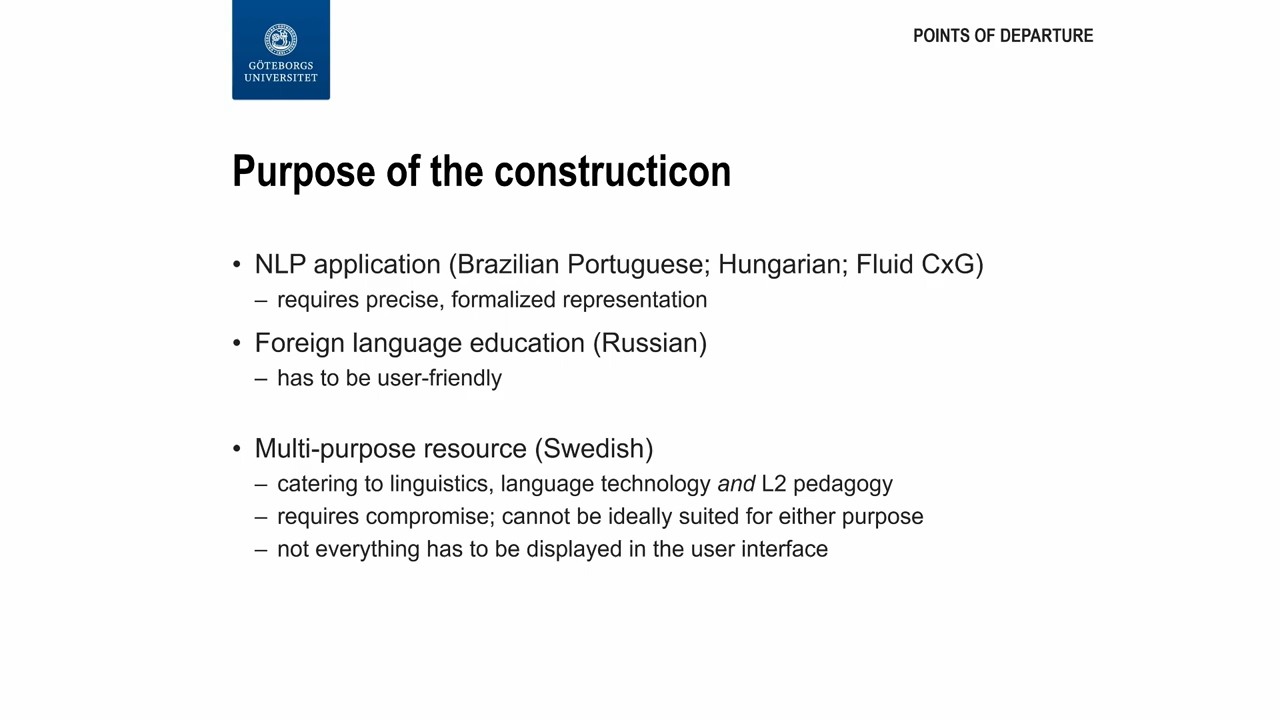 GÖTEBORGS
UNIVERSITET
POINTS OF DEPARTURE
Purpose of the constructicon
• NLP application (Brazilian Portuguese; Hungarian; Fluid CxG)
– requires precise, formalized representation
• Foreign language education (Russian)
– has to be user-friendly
• Multi-purpose resource (Swedish)
– catering to linguistics, language technology and L2 pedagogy
– requires compromise; cannot be ideally suited for either purpose
– not everything has to be displayed in the user interface